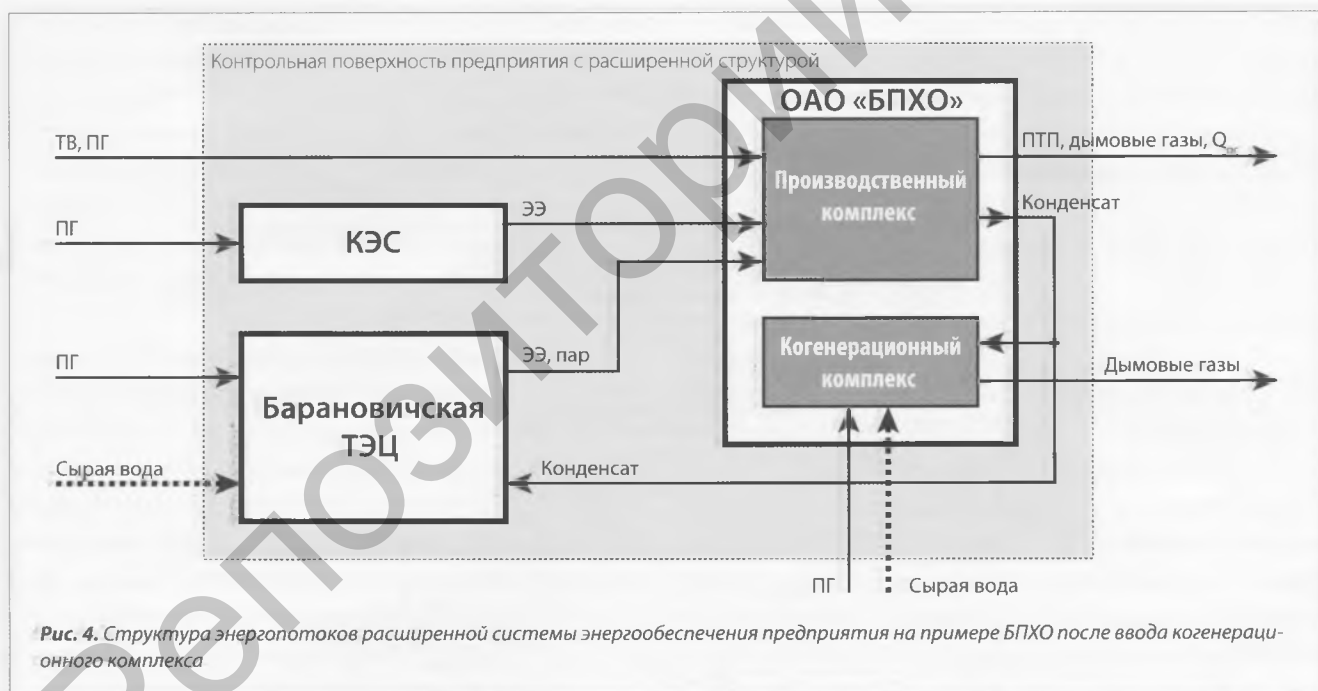 Контрольная поверхность предприятия с расширенной структурой
ОАО «БПХО»
ТВ, ПГ
ПТП, дымовые газы, Qос
Производственный
комплекс
ЭЭ
Конденсат
ПГ
КЭС
ПГ
ЭЭ, пар
Когенерационный
комплекс
Дымовые газы
Барановичская
ТЭЦ
Сырая вода
Конденсат
ПГ
Сырая вода
Рис. 4. Структура энергопотоков расширенной системы энергообеспечения предприятия на примере БПХО после ввода когенераци-
онного комплекса
Репозитори